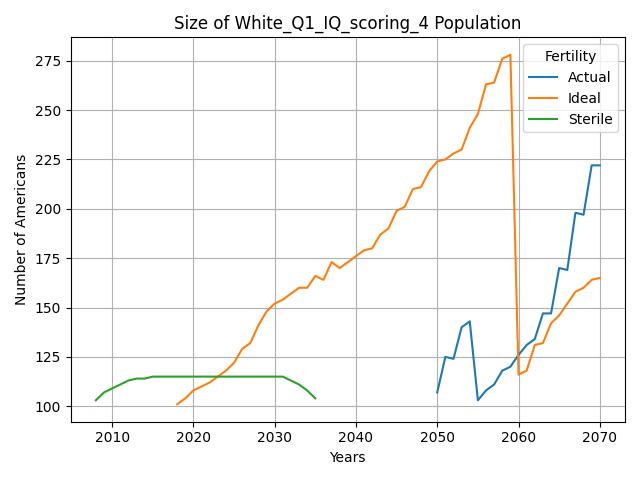 Size of White_Q1_IQ_scoring_4 Population
Number of Americans
275
250
225
200
175
150
125
100
Fertility
Actual
Ideal
Sterile
2010 2020 2030 2040 2050 2060 2070
Years